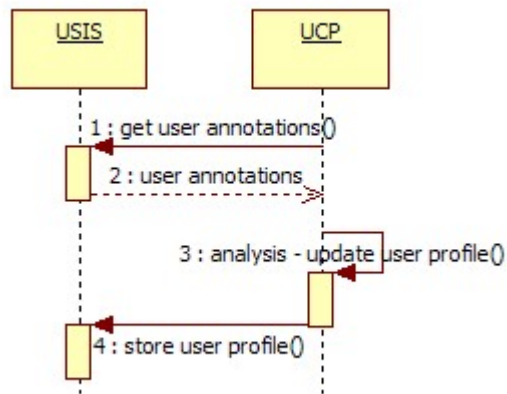 USIS
UCP
1 : get user annotations()
2 : user annotations
3 : analysis - update user profile()
4 : store user profile()